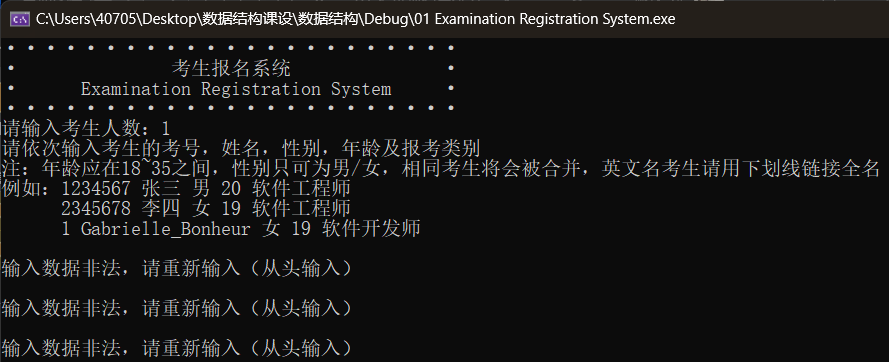 C:\Users\40705\Desktop\数据结构课设\数据结构\Debug\01 Examination Registration System.exe
考生报名系统
Examination Registration System
请输入考生人数：1
请依次输入考生的考号，姓名，性别，年龄及报考类别
注：年龄应在18~35之间，性别只可为男/女，相同考生将会被合并，英文名考生请用下划线链接全名
例如：1234567 张三 男 20 软件工程师
2345678 李四 女 19 软件工程师
1 Gabrielle_Bonheur 女 19 软件开发师
输入数据非法，请重新输入（从头输入）
输入数据非法，请重新输入（从头输入）
输入数据非法，请重新输入（从头输入）